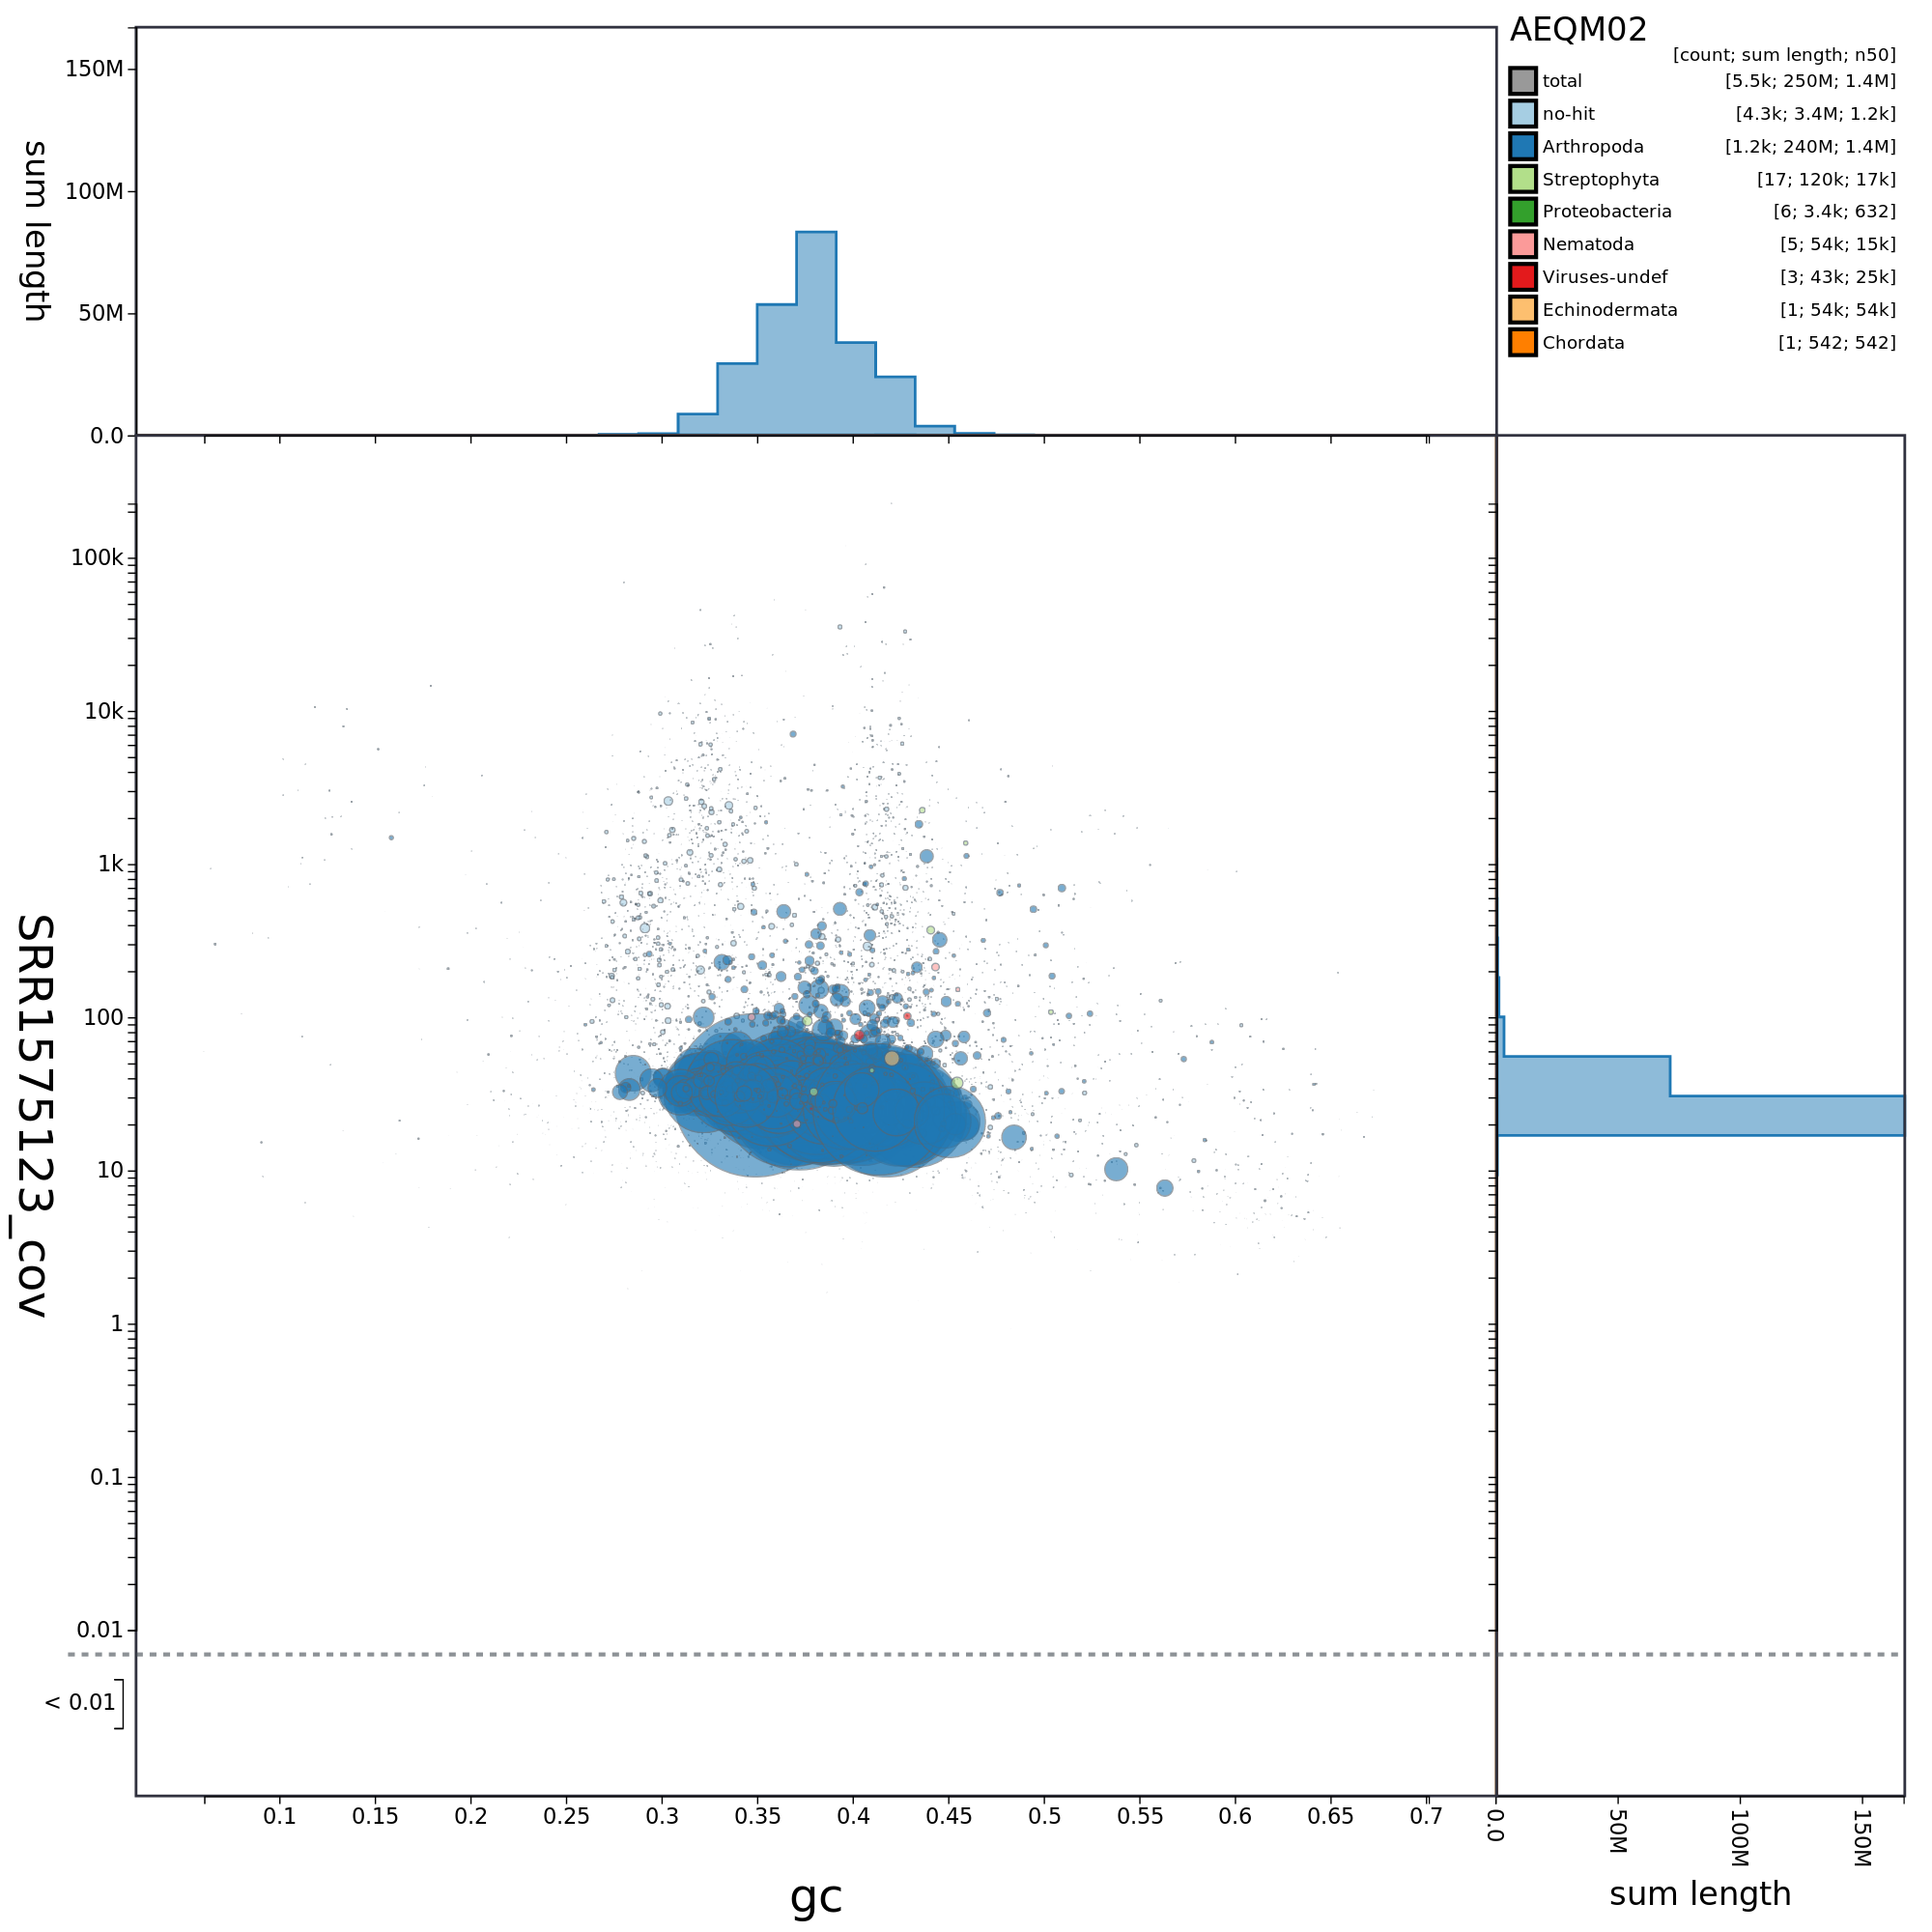 AEQM02
[count; sum length; n50]
total [5.5k; 250M; 1.4M]
no-hit [4.3k; 3.4M; 1.2k]
Arthropoda [1.2k; 240M; 1.4M]
Streptophyta [17; 120k; 17k]
Proteobacteria [6; 3.4k; 632]
Nematoda [5; 54k; 15k]
Viruses-undef [3; 43k; 25k]
Echinodermata [1; 54k; 54k]
Chordata [1; 542; 542]
sum length
150M
100M
50M
0.0
SRR1575123_cov
100k
10k
1k
100
10
1
0.1
0.01
< 0.01
0.1 0.15 0.2 0.25 0.3 0.35 0.4 0.45 0.5 0.55 0.6 0.65 0.7
gc
0.0 50M 100M 150M
sum length